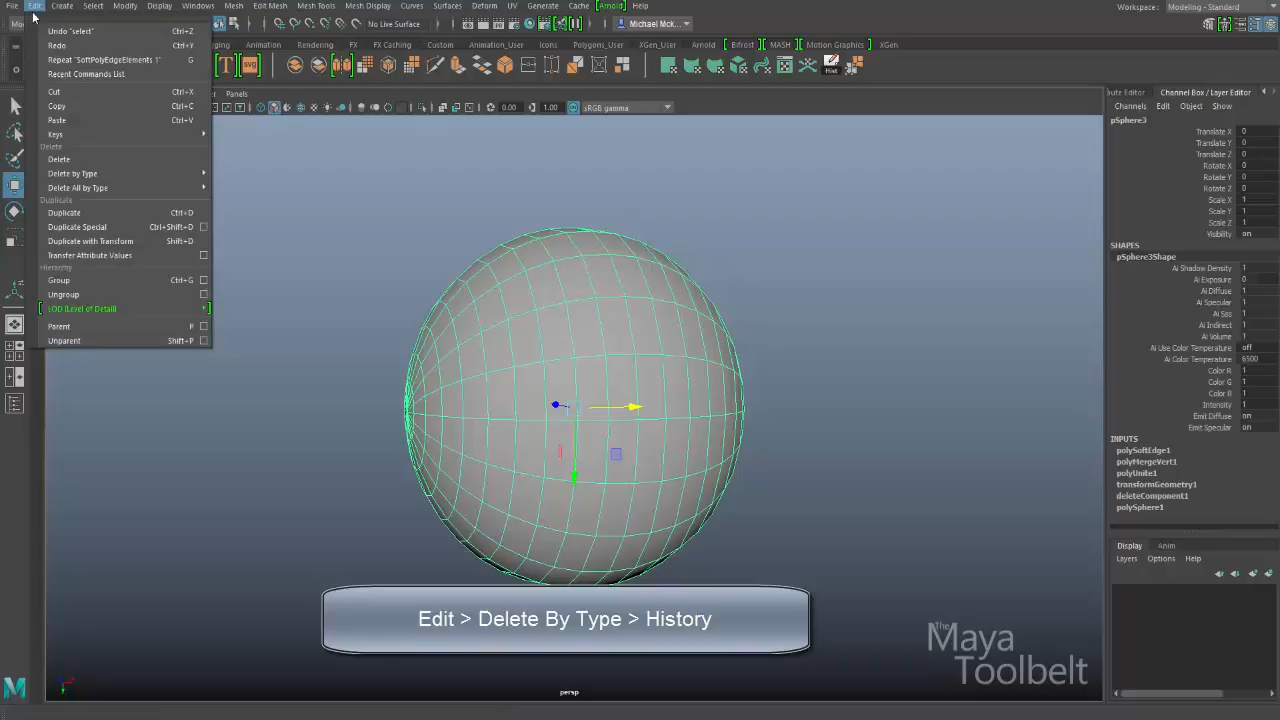 File Edit Create Select Modify Display Windows Mesh Edit Mesh Mesh Tools Mesh Display Curves Surfaces Deform UV Generate Cache Arnold Help
Workspace: Modeling - Standard
No Live Surface
Michael Mck...
Animation Rendering FX FX Caching Custom Animation_User Icons Polygons_User XGen_User Arnold Bifrost MASH Motion Graphics XGen
T svg Hist
Panels
0.00 1.00 sRGB gamma
Undo "select" Ctrl+Z
Redo Ctrl+Y
Repeat "SoftPolyEdgeElements 1" G
Recent Commands List
Cut Ctrl+X
Copy Ctrl+C
Paste Ctrl+V
Keys
Delete
Delete
Delete by Type
Delete All by Type
Duplicate
Duplicate Ctrl+D
Duplicate Special Ctrl+Shift+D
Duplicate with Transform Shift+D
Transfer Attribute Values
Hierarchy
Group Ctrl+G
Ungroup
LOD (Level of Detail)
Parent P
Unparent Shift+P
Channel Box / Layer Editor
Channels Edit Object Show
pSphere3
Translate X 0
Translate Y 0
Translate Z 0
Rotate X 0
Rotate Y 0
Rotate Z 0
Scale X 1
Scale Y 1
Scale Z 1
Visibility on
SHAPES
pSphere3Shape
Ai Shadow Density 1
Ai Exposure 0
Ai Diffuse 1
Ai Specular 1
Ai Sss 1
Ai Indirect 1
Ai Volume 1
Ai Use Color Temperature off
Ai Color Temperature 6500
Color R 1
Color G 1
Color B 1
Intensity 1
Emit Diffuse on
Emit Specular on
INPUTS
polySoftEdge1
polyMergeVert1
polyUnite1
transformGeometry1
deleteComponent1
polySphere1
Display Anim
Layers Options Help
Edit > Delete By Type > History
The
Maya
Toolbelt
persp